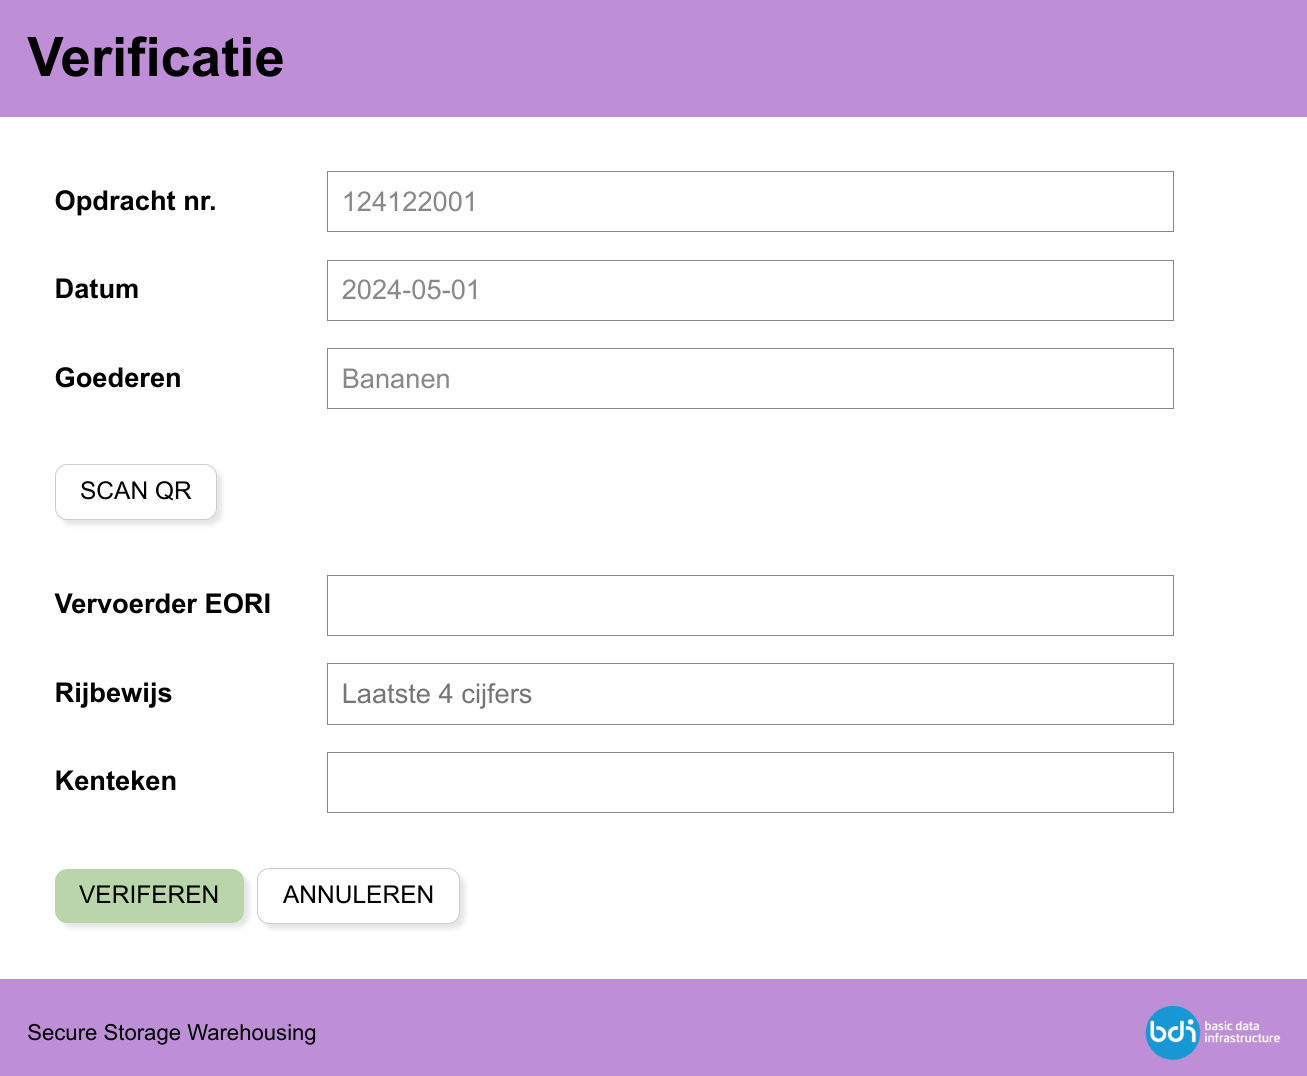 Verificatie
Opdracht nr. 124122001
Datum 2024-05-01
Goederen Bananen
SCAN QR
Vervoerder EORI
Rijbewijs Laatste 4 cijfers
Kenteken
VERIFEREN ANNULEREN
Secure Storage Warehousing
bdi basic data
infrastructure